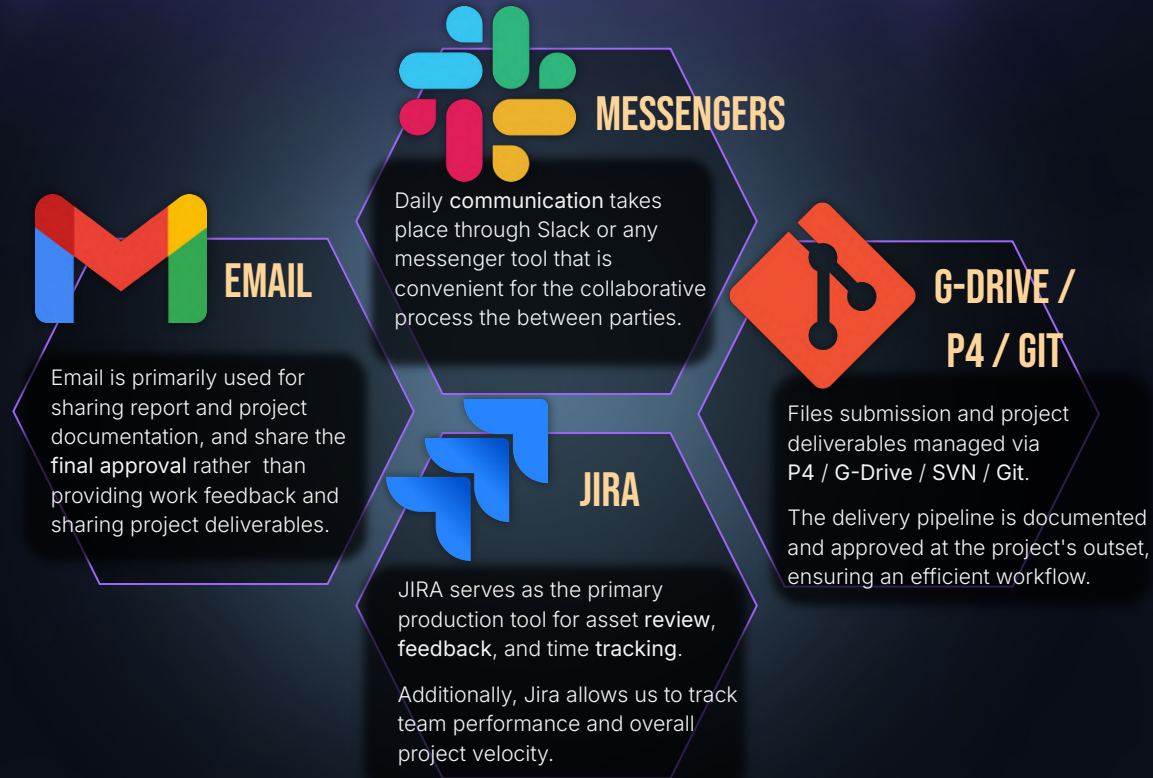 MESSENGERS
Daily communication takes
place through Slack or any
messenger tool that is
convenient for the collaborative
process the between parties.
EMAIL
Email is primarily used for
sharing report and project
documentation, and share the
final approval rather  than
providing work feedback and
sharing project deliverables.
G-DRIVE /
P4 / GIT
Files submission and project
deliverables managed via
P4 / G-Drive / SVN / Git.
The delivery pipeline is documented
and approved at the project's outset,
ensuring an efficient workflow.
JIRA
JIRA serves as the primary
production tool for asset review,
feedback, and time tracking.
Additionally, Jira allows us to track
team performance and overall
project velocity.